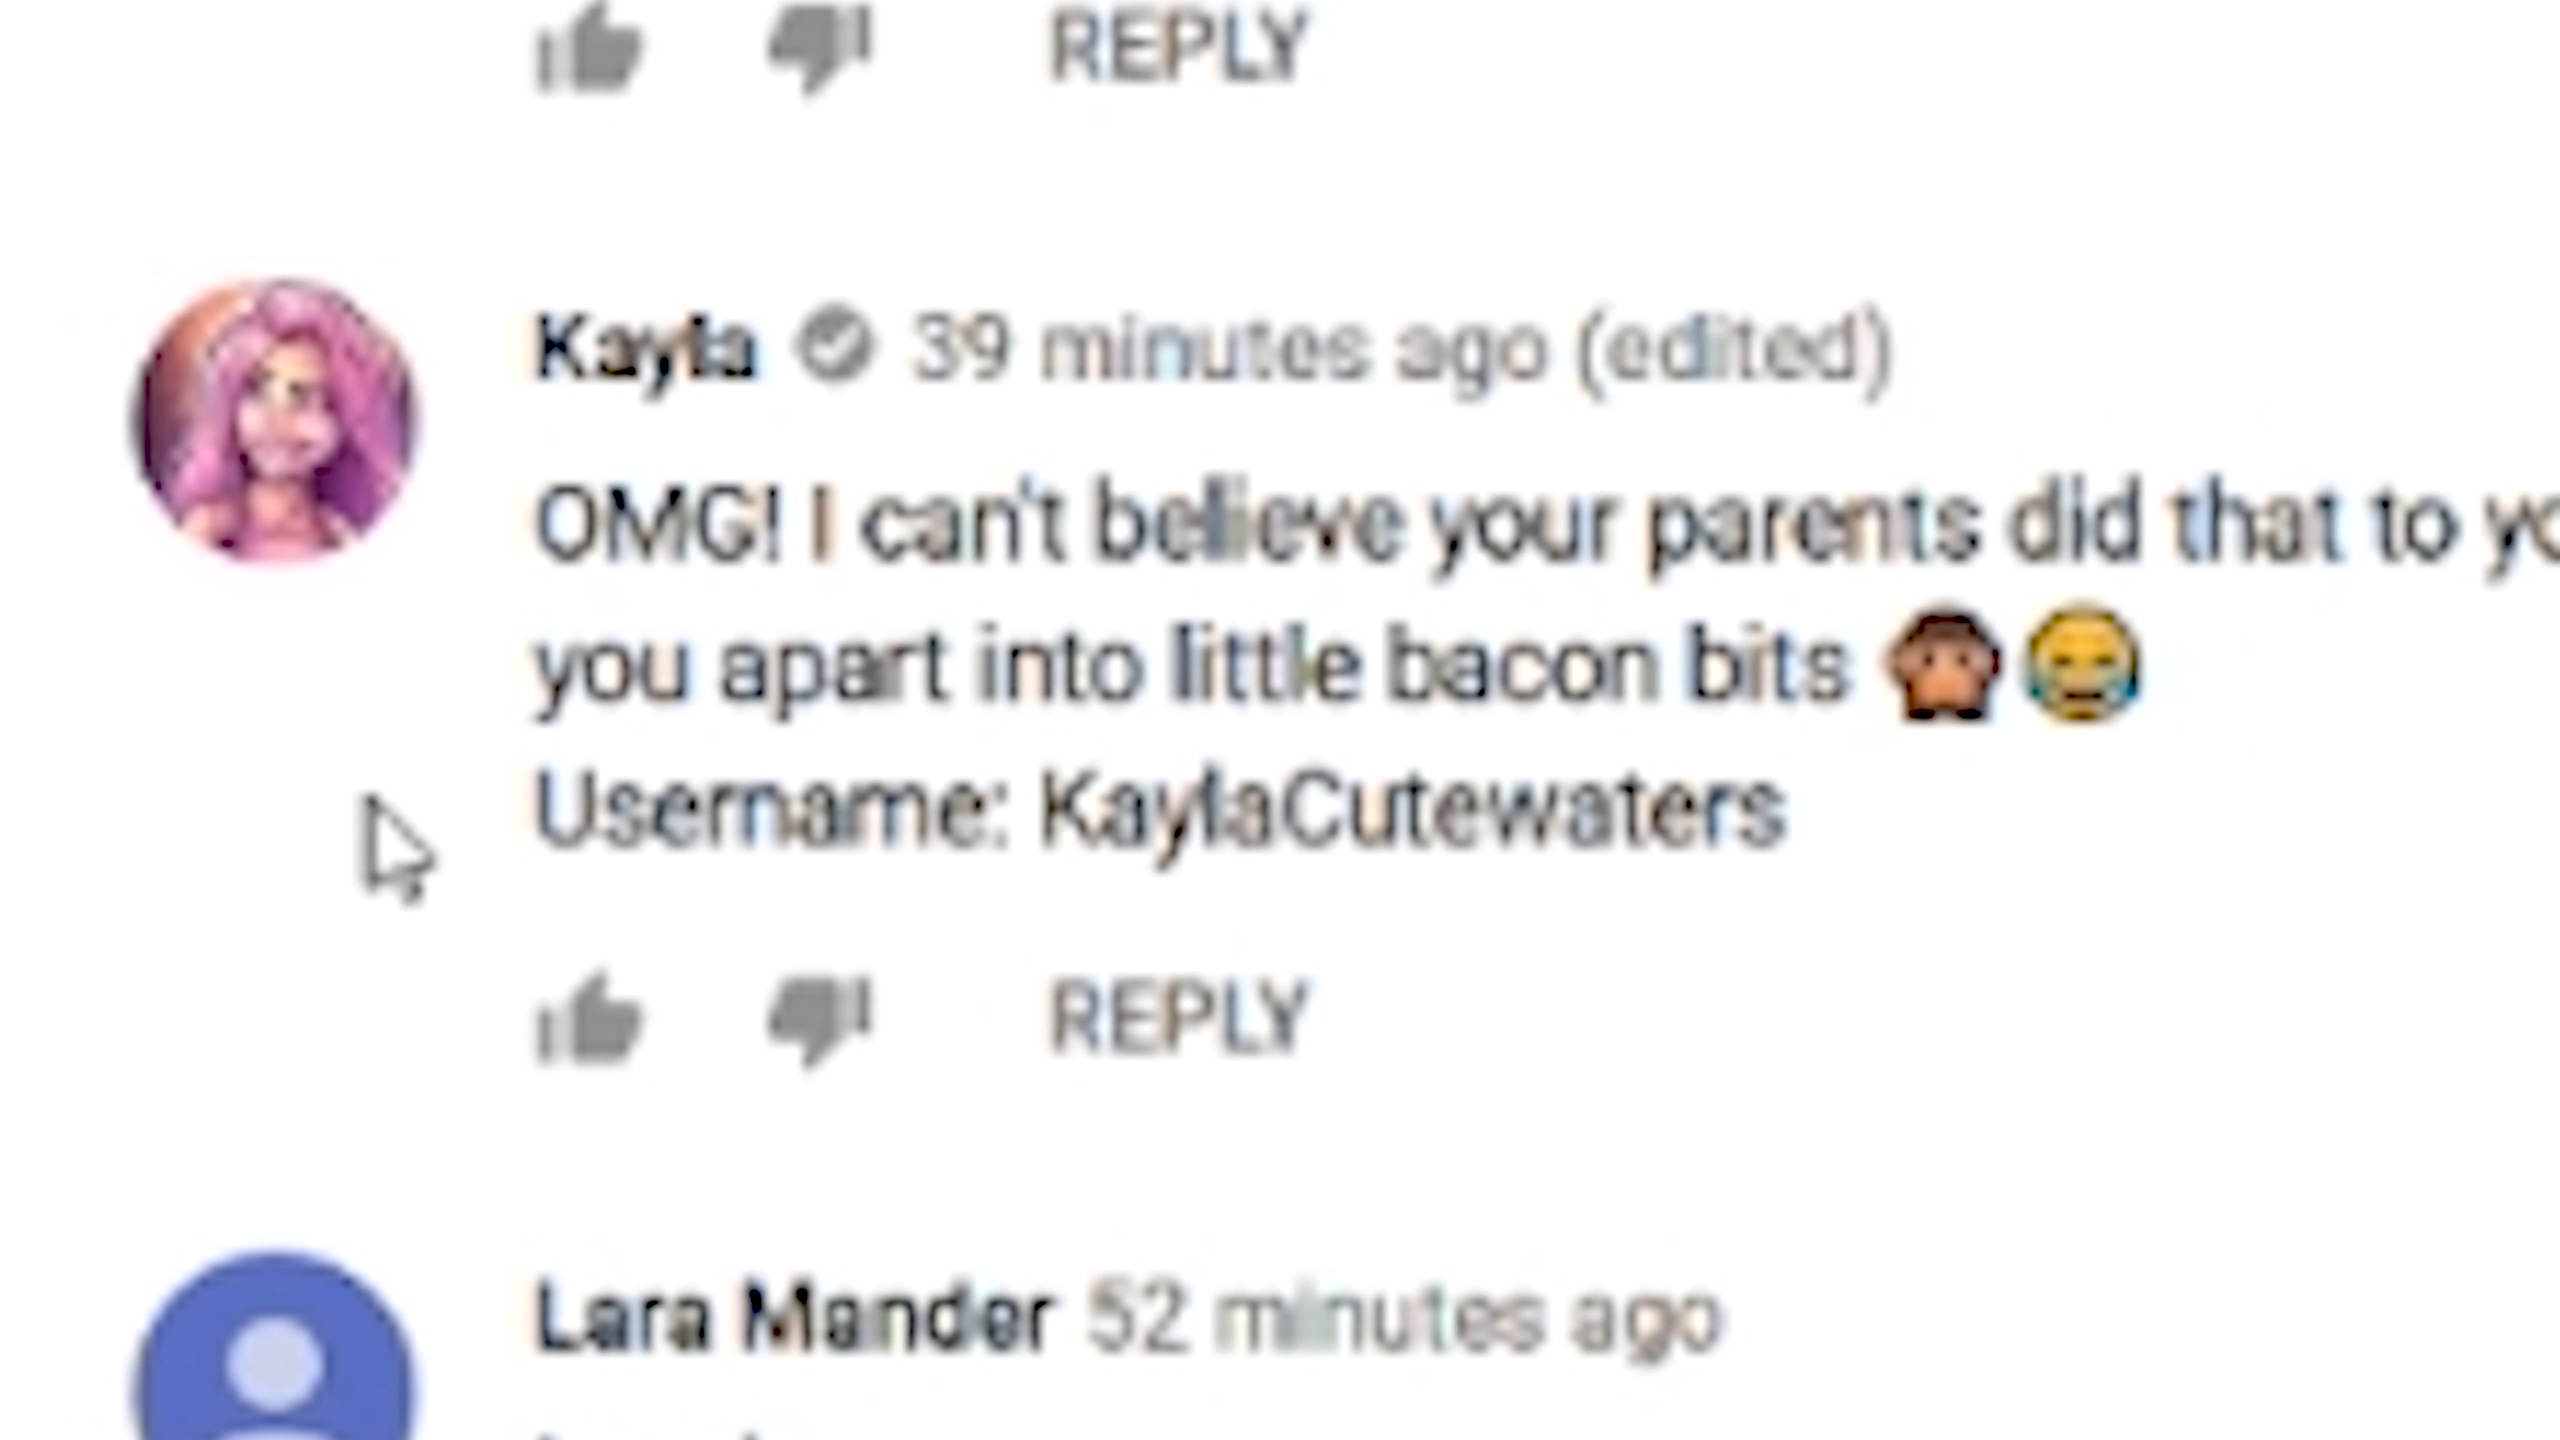 REPLY
Kayla 39 minutes ago (edited)
OMG! I can't believe your parents did that to
you apart into little bacon bits 🙈😂
Username: KaylaCutewaters
REPLY
Lara Mander 52 minutes ago